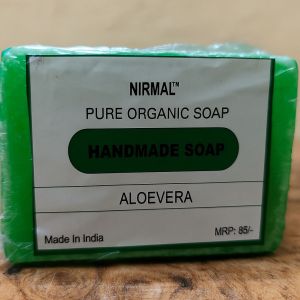 NIRMAL™
PURE ORGANIC SOAP
HANDMADE SOAP
ALOEVERA
Made In India
MRP: 85/-